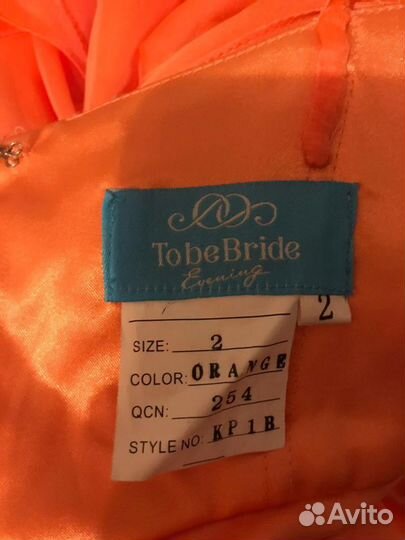 TobeBride
Evening
2
SIZE: 2
COLOR: ORANGE
QCN: 254
STYLE NO: KP1B
Avito